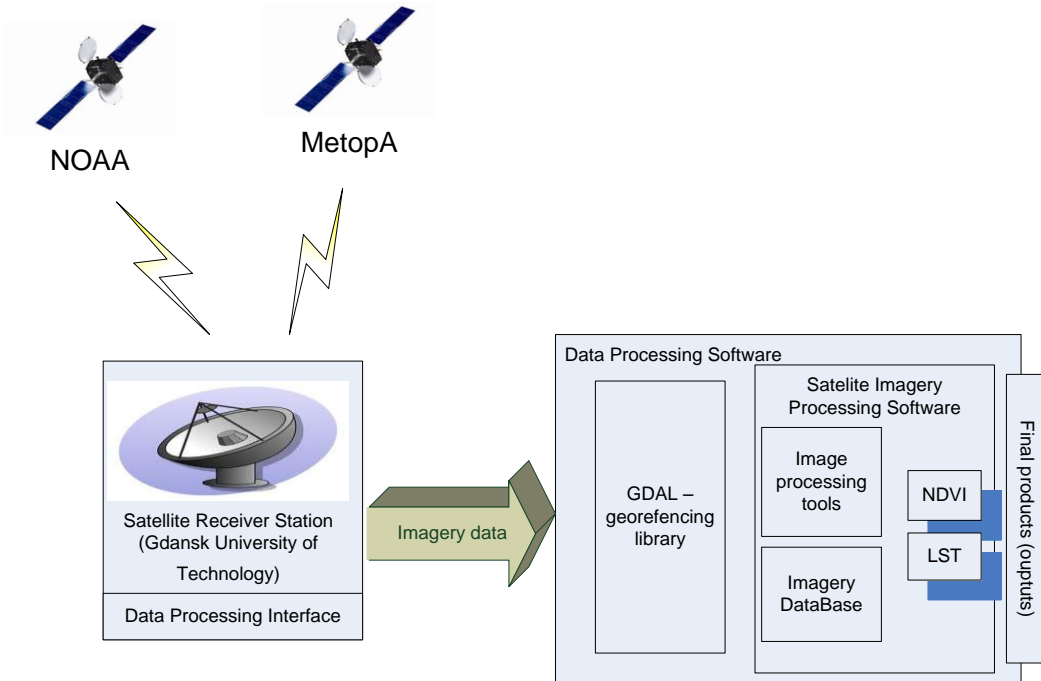 NOAA
MetopA
Satellite Receiver Station
(Gdansk University of
Technology)
Data Processing Interface
Imagery data
Data Processing Software
GDAL –
georefencing
library
Satelite Imagery
Processing Software
Image
processing
tools
Imagery
DataBase
NDVI
LST
Final products (ouptuts)